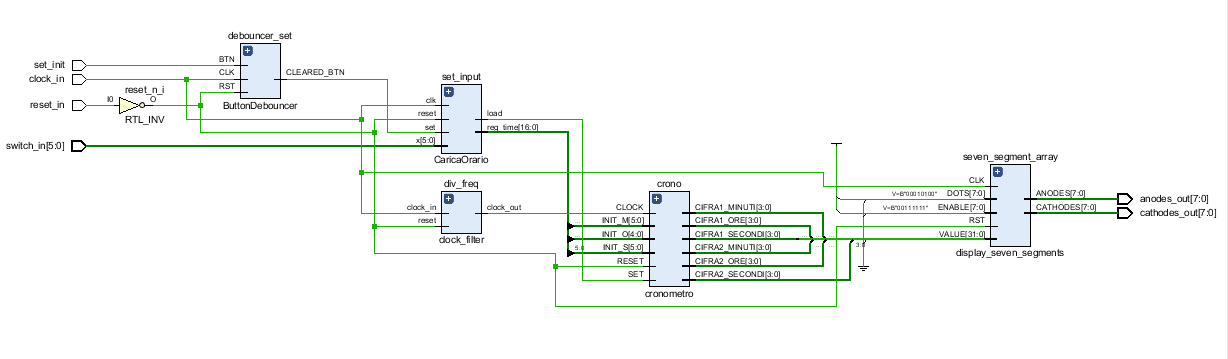 debouncer_set
set_init
clock_in
BTN
CLK
RST
CLEARED_BTN
ButtonDebouncer
reset_n_i
reset_in
I0
O
RTL_INV
switch_in[5:0]
set_input
clk
reset
set
x[5:0]
load
reg_time[16:0]
CaricaOrario
div_freq
clock_in
reset
clock_out
clock_filter
crono
CLOCK
INIT_M[5:0]
INIT_O[4:0]
INIT_S[5:0]
5:0
RESET
SET
CIFRA1_MINUTI[3:0]
CIFRA1_ORE[3:0]
CIFRA1_SECONDI[3:0]
CIFRA2_MINUTI[3:0]
CIFRA2_ORE[3:0]
CIFRA2_SECONDI[3:0]
cronometro
seven_segment_array
CLK
V=B"00010100"
DOTS[7:0]
V=B"00111111"
ENABLE[7:0]
RST
VALUE[31:0]
3:0
ANODES[7:0]
CATHODES[7:0]
display_seven_segments
anodes_out[7:0]
cathodes_out[7:0]